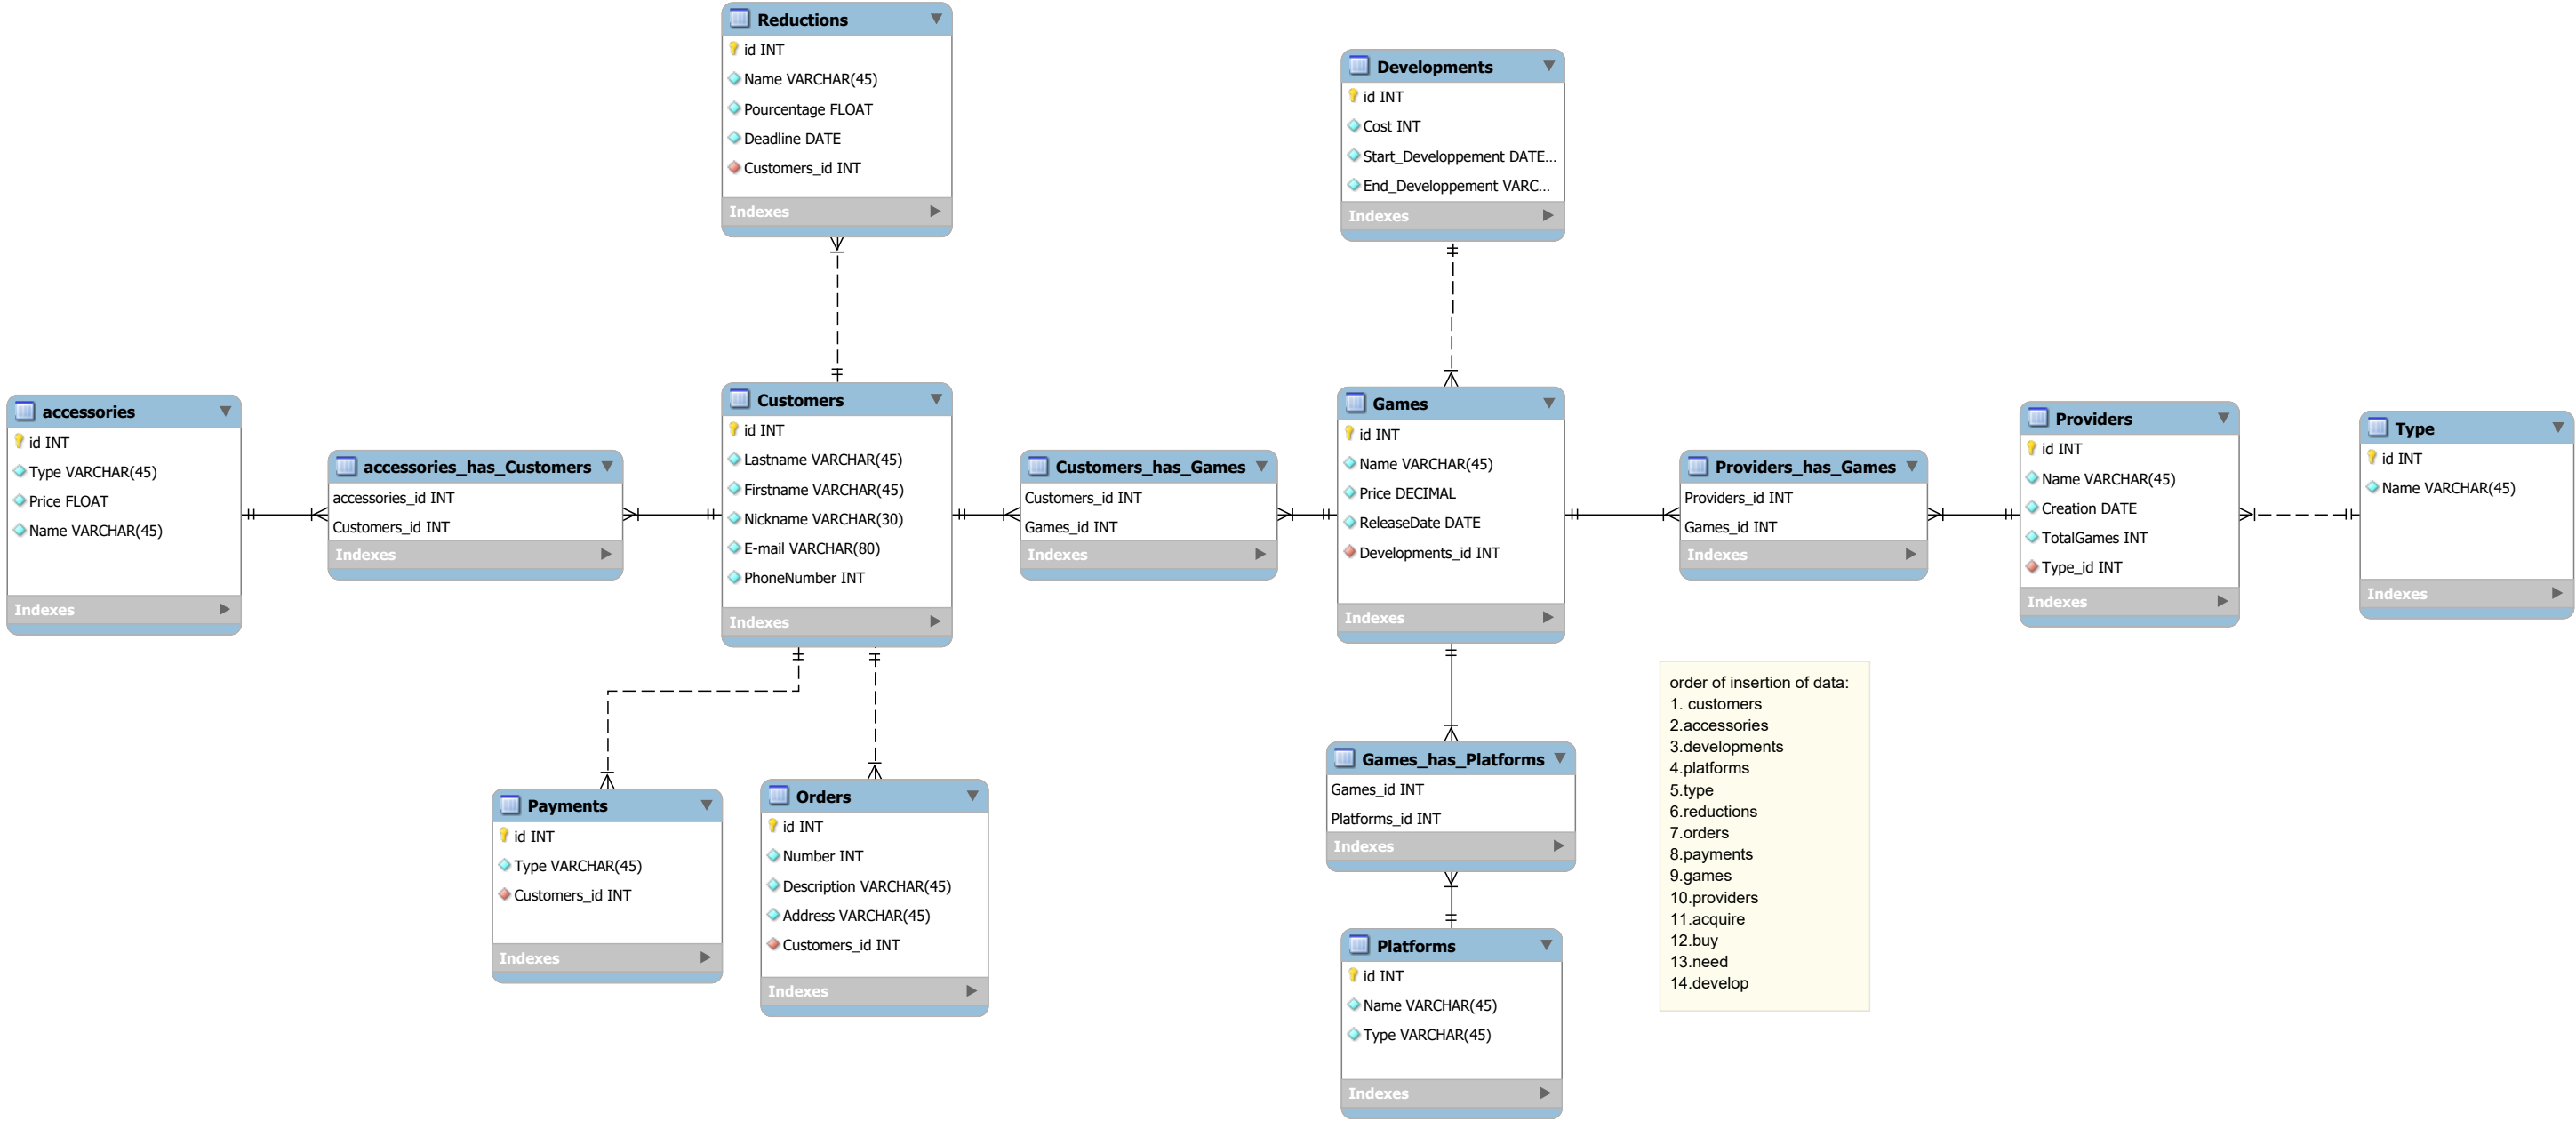 Reductions
id INT
Name VARCHAR(45)
Pourcentage FLOAT
Deadline DATE
Customers_id INT
Indexes
Developments
id INT
Cost INT
Start_Developpement DATE...
End_Developpement VARC...
Indexes
accessories
id INT
Type VARCHAR(45)
Price FLOAT
Name VARCHAR(45)
Indexes
accessories_has_Customers
accessories_id INT
Customers_id INT
Indexes
Customers
id INT
Lastname VARCHAR(45)
Firstname VARCHAR(45)
Nickname VARCHAR(30)
E-mail VARCHAR(80)
PhoneNumber INT
Indexes
Customers_has_Games
Customers_id INT
Games_id INT
Indexes
Games
id INT
Name VARCHAR(45)
Price DECIMAL
ReleaseDate DATE
Developments_id INT
Indexes
Providers_has_Games
Providers_id INT
Games_id INT
Indexes
Providers
id INT
Name VARCHAR(45)
Creation DATE
TotalGames INT
Type_id INT
Indexes
Type
id INT
Name VARCHAR(45)
Indexes
Payments
id INT
Type VARCHAR(45)
Customers_id INT
Indexes
Orders
id INT
Number INT
Description VARCHAR(45)
Address VARCHAR(45)
Customers_id INT
Indexes
Games_has_Platforms
Games_id INT
Platforms_id INT
Indexes
Platforms
id INT
Name VARCHAR(45)
Type VARCHAR(45)
Indexes
order of insertion of data:
1. customers
2.accessories
3.developments
4.platforms
5.type
6.reductions
7.orders
8.payments
9.games
10.providers
11.acquire
12.buy
13.need
14.develop